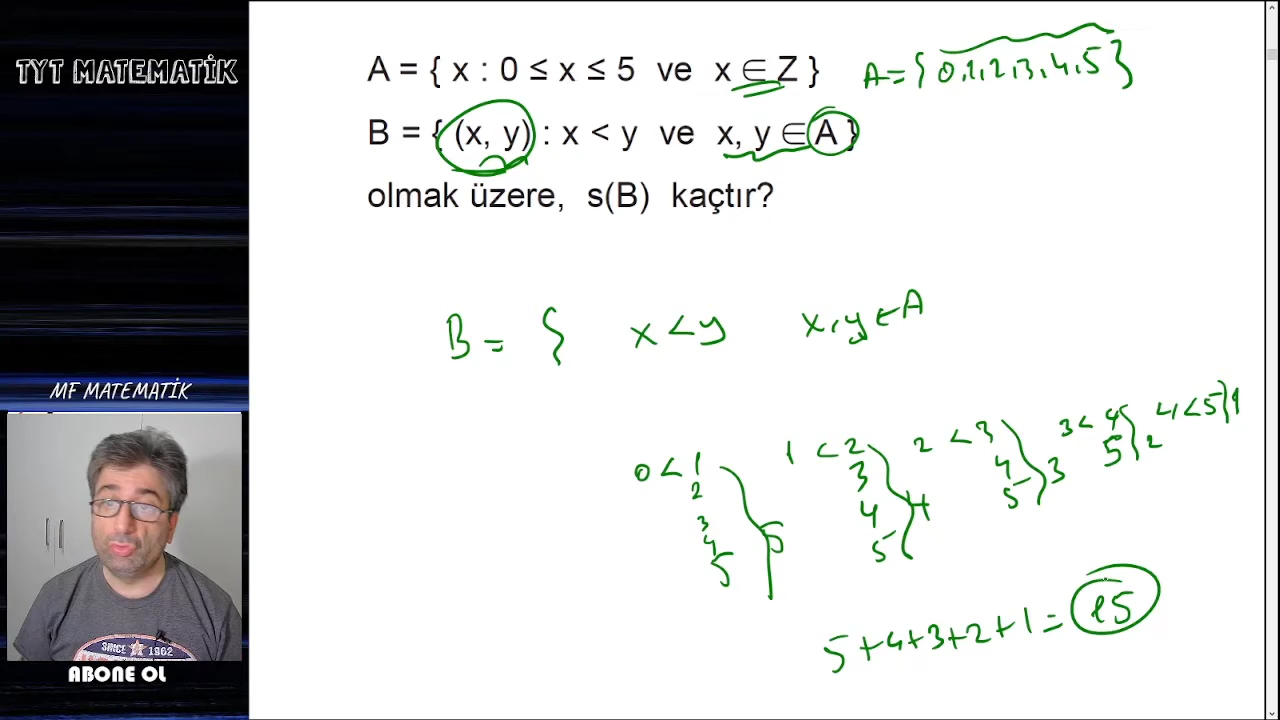 TYT MATEMATİK
A = { x : 0 ≤ x ≤ 5 ve x ∈ Z }
A = { 0,1,2,3,4,5 }
B = { (x, y) : x < y ve x, y ∈ A }
olmak üzere, s(B) kaçtır?
B = { x < y x, y ∈ A
MF MATEMATİK
0 < 1 2 3 4 5 } 5
1 < 2 3 4 5 } 4
2 < 3 4 5 } 3
3 < 4 5 } 2
4 < 5 } 1
5+4+3+2+1 = 15
SINCE 1962
ABONE OL